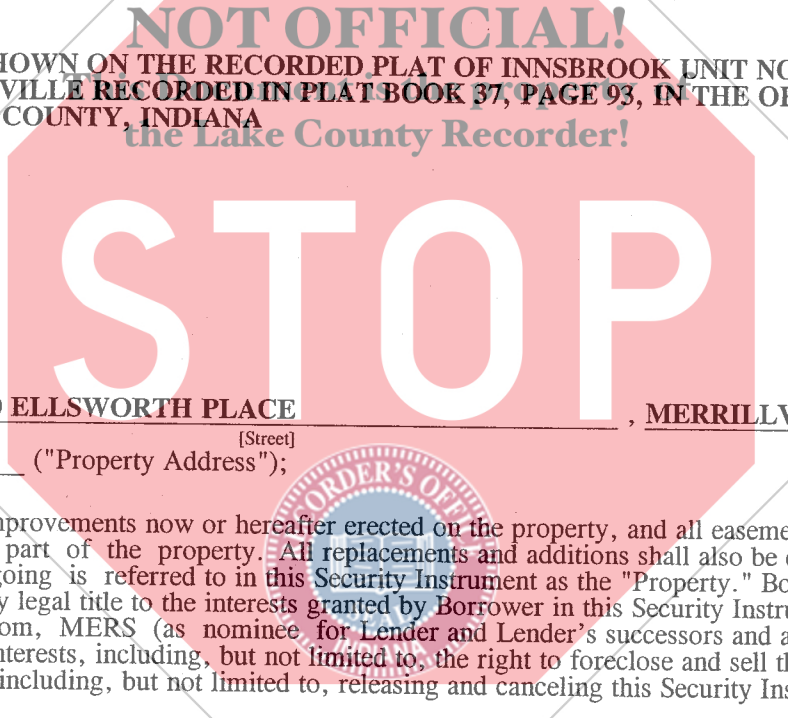 NOT OFFICIAL!
HOWN ON THE RECORDED PLAT OF INNSBROOK UNIT NO
This Document is the property of
VILLE RECORDED IN PLAT BOOK 37, PAGE 93, IN THE OF
COUNTY, INDIANA
the Lake County Recorder!
STOP
ELLSWORTH PLACE , MERRILLV
[Street]
("Property Address");
RECORDER'S OFFICE
mprovements now or hereafter erected on the property, and all easeme
part of the property. All replacements and additions shall also be
going is referred to in this Security Instrument as the "Property." Bo
y legal title to the interests granted by Borrower in this Security Instru
om, MERS (as nominee for Lender and Lender's successors and a
nterests, including, but not limited to, the right to foreclose and sell th
including, but not limited to, releasing and canceling this Security Ins
SEAL
INDIANA